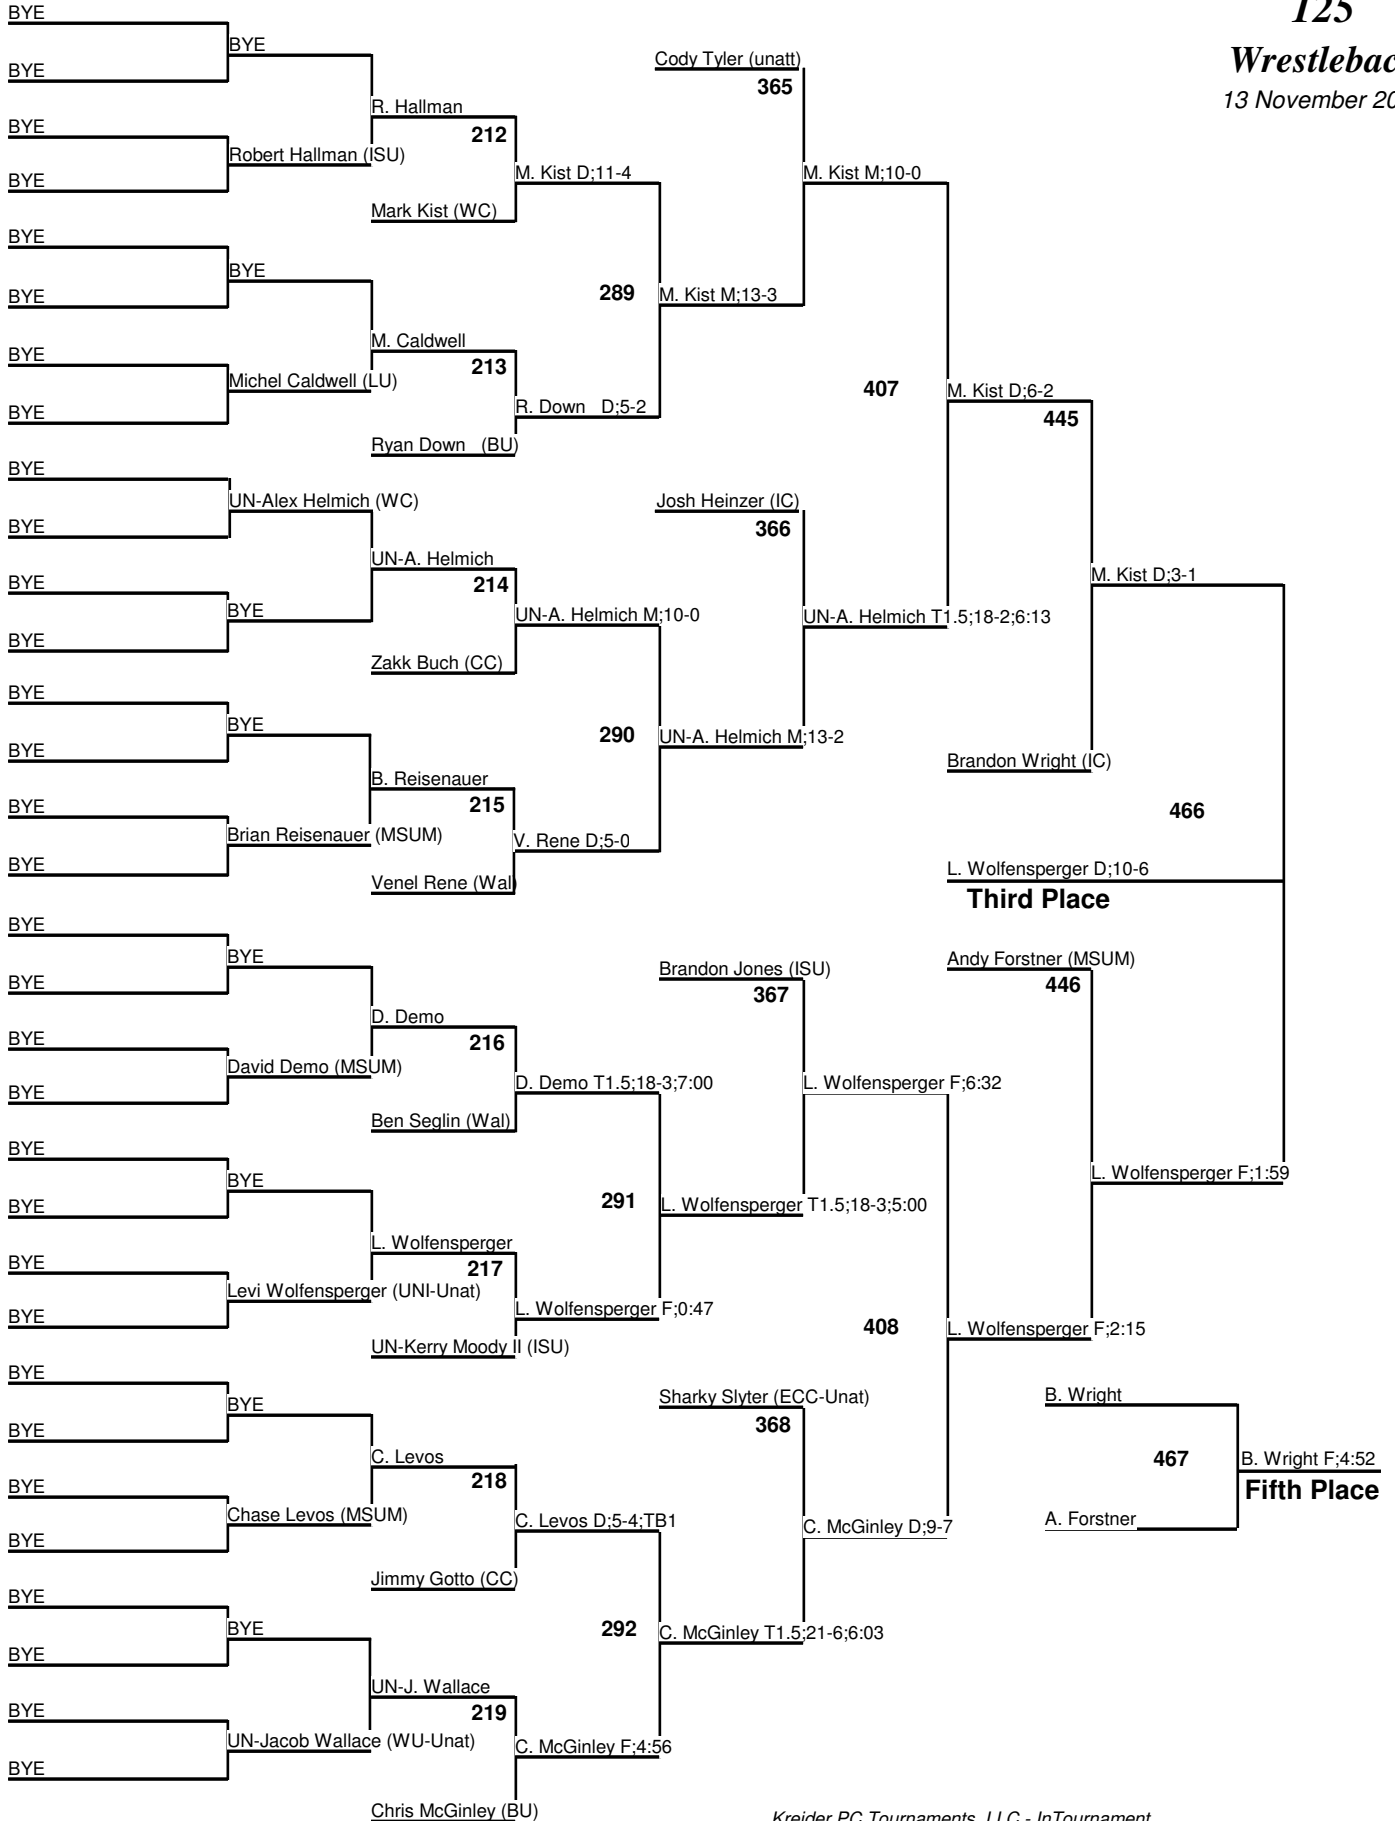 BYE
125
BYE
Cody Tyler (unatt)
Wrestlebac
BYE
365
13 November 20
R. Hallman
BYE
212
Robert Hallman (ISU)
M. Kist D;11-4
M. Kist M;10-0
BYE
Mark Kist (WC)
BYE
BYE
289
M. Kist M;13-3
BYE
M. Caldwell
BYE
213
Michel Caldwell (LU)
407
M. Kist D;6-2
R. Down D;5-2
445
BYE
Ryan Down (BU)
BYE
UN-Alex Helmich (WC)
Josh Heinzer (IC)
BYE
366
UN-A. Helmich
M. Kist D;3-1
BYE
214
BYE
UN-A. Helmich M;10-0
UN-A. Helmich T1.5;18-2;6:13
BYE
Zakk Buch (CC)
BYE
BYE
290
UN-A. Helmich M;13-2
BYE
Brandon Wright (IC)
B. Reisenauer
BYE
215
466
Brian Reisenauer (MSUM)
V. Rene D;5-0
BYE
L. Wolfensperger D;10-6
Venel Rene (Wal)
Third Place
BYE
BYE
Andy Forstner (MSUM)
Brandon Jones (ISU)
BYE
446
367
D. Demo
BYE
216
David Demo (MSUM)
D. Demo T1.5;18-3;7:00
L. Wolfensperger F;6:32
BYE
Ben Seglin (Wal)
BYE
BYE
L. Wolfensperger F;1:59
BYE
291
L. Wolfensperger T1.5;18-3;5:00
L. Wolfensperger
BYE
217
Levi Wolfensperger (UNI-Unat)
L. Wolfensperger F;0:47
BYE
408
L. Wolfensperger F;2:15
UN-Kerry Moody II (ISU)
BYE
BYE
Sharky Slyter (ECC-Unat)
B. Wright
BYE
368
C. Levos
467
B. Wright F;4:52
BYE
218
Fifth Place
Chase Levos (MSUM)
C. Levos D;5-4;TB1
C. McGinley D;9-7
A. Forstner
BYE
Jimmy Gotto (CC)
BYE
BYE
292
C. McGinley T1.5;21-6;6:03
BYE
UN-J. Wallace
BYE
219
UN-Jacob Wallace (WU-Unat)
C. McGinley F;4:56
BYE
Chris McGinley (BU)
Kreider PC Tournaments, LLC - InTournament